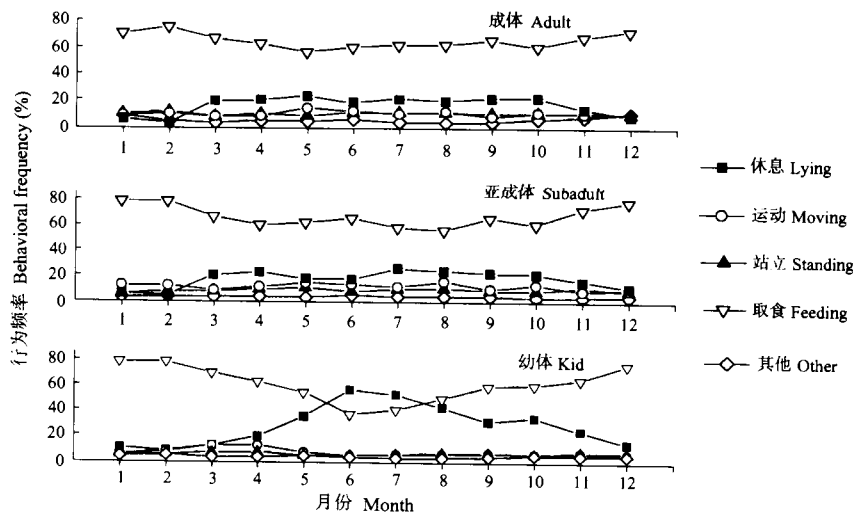 行为频率 Behavioral frequency (%)
成体 Adult
80
60
40
20
0
1 2 3 4 5 6 7 8 9 10 11 12
亚成体 Subadult
80
60
40
20
0
1 2 3 4 5 6 7 8 9 10 11 12
幼体 Kid
80
60
40
20
0
1 2 3 4 5 6 7 8 9 10 11 12
月份 Month
休息 Lying
运动 Moving
站立 Standing
取食 Feeding
其他 Other